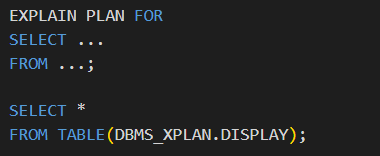 EXPLAIN PLAN FOR
SELECT ...
FROM ...;
SELECT *
FROM TABLE(DBMS_XPLAN.DISPLAY);